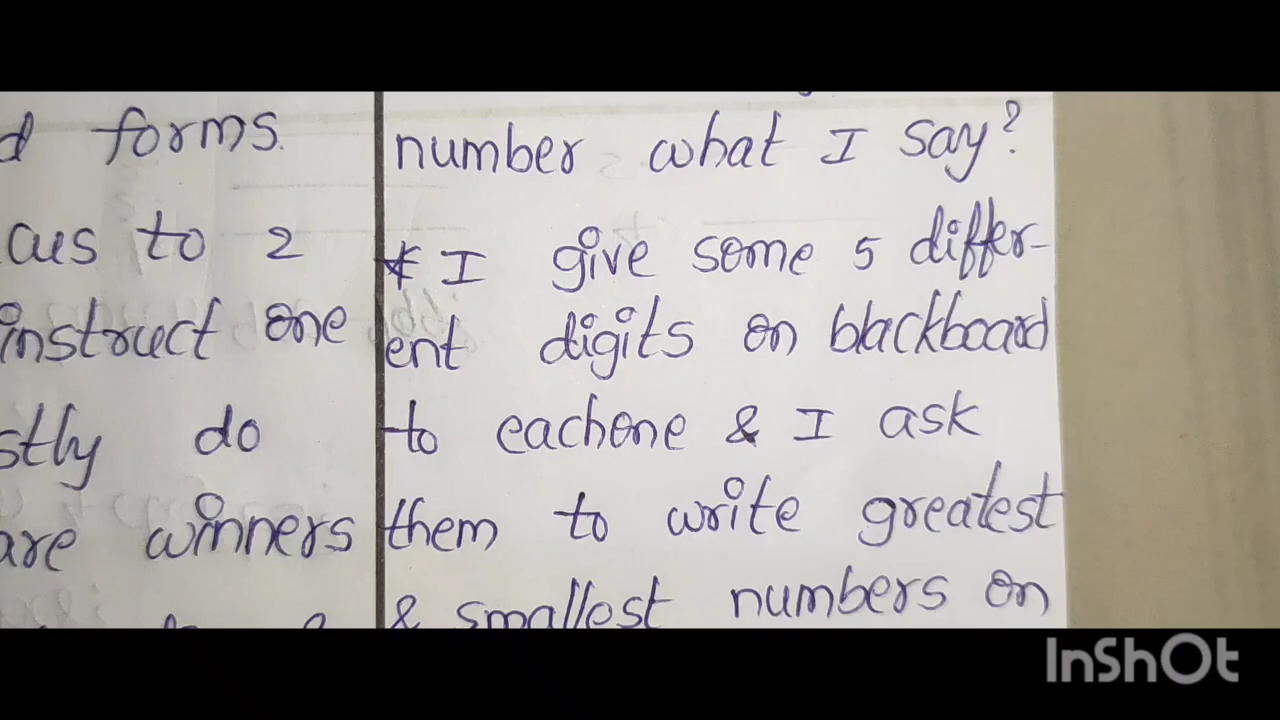 d forms.
cus to 2
instruct one
stly do
are winners
number what I say?
* I give some 5 differ-
ent digits on blackboard
to eachone & I ask
them to write greatest
& smallest numbers on
InShOt